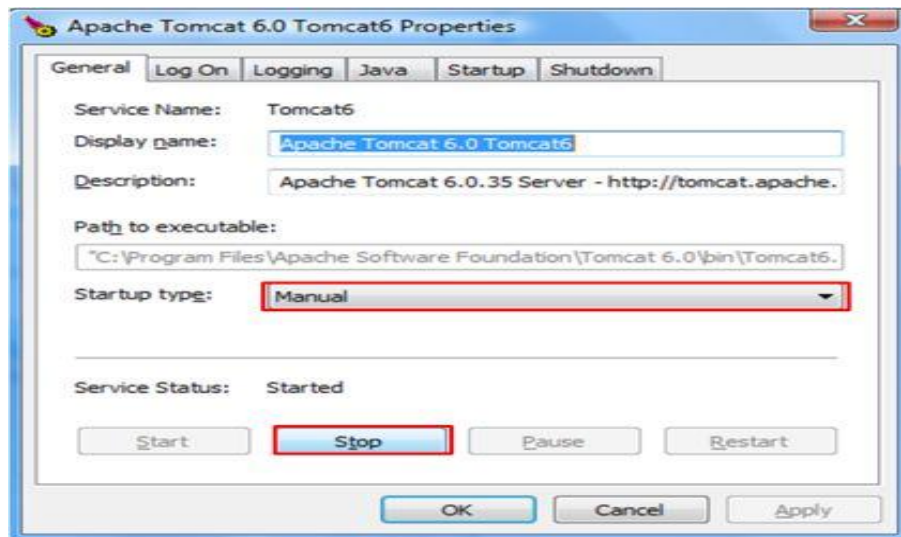 Apache Tomcat 6.0 Tomcat6 Properties
General Log On Logging Java Startup Shutdown
Service Name: Tomcat6
Display name: Apache Tomcat 6.0 Tomcat6
Description: Apache Tomcat 6.0.35 Server - http://tomcat.apache.
Path to executable:
"C:\Program Files\Apache Software Foundation\Tomcat 6.0\bin\Tomcat6.
Startup type: Manual
Service Status: Started
Start Stop Pause Restart
OK Cancel Apply